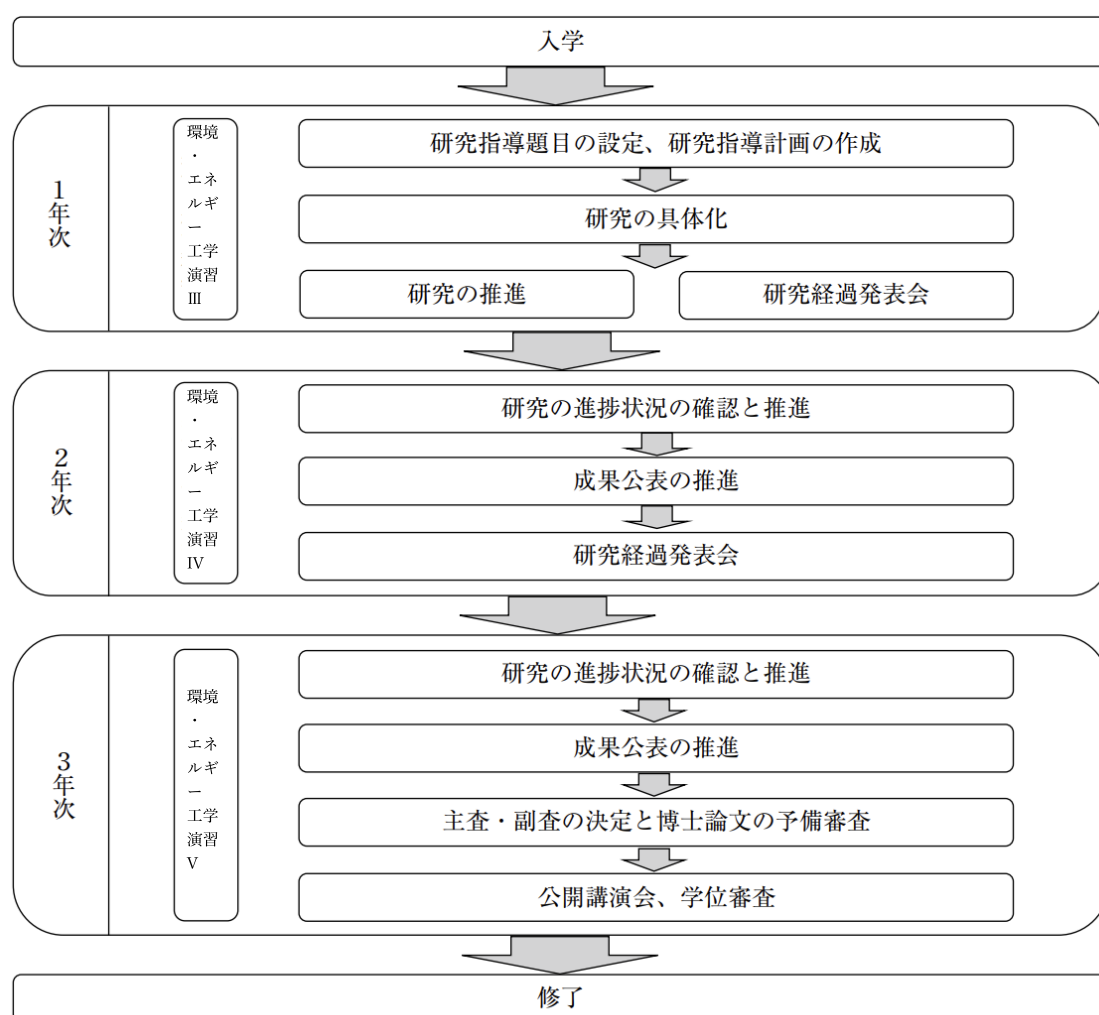 入学
1年次
環境
・
エネ
ルギ
ー
工学
演習
Ⅲ
研究指導題目の設定、研究指導計画の作成
研究の具体化
研究の推進
研究経過発表会
2年次
環境
・
エネ
ルギ
ー
工学
演習
Ⅳ
研究の進捗状況の確認と推進
成果公表の推進
研究経過発表会
3年次
環境
・
エネ
ルギ
ー
工学
演習
Ⅴ
研究の進捗状況の確認と推進
成果公表の推進
主査・副査の決定と博士論文の予備審査
公開講演会、学位審査
修了